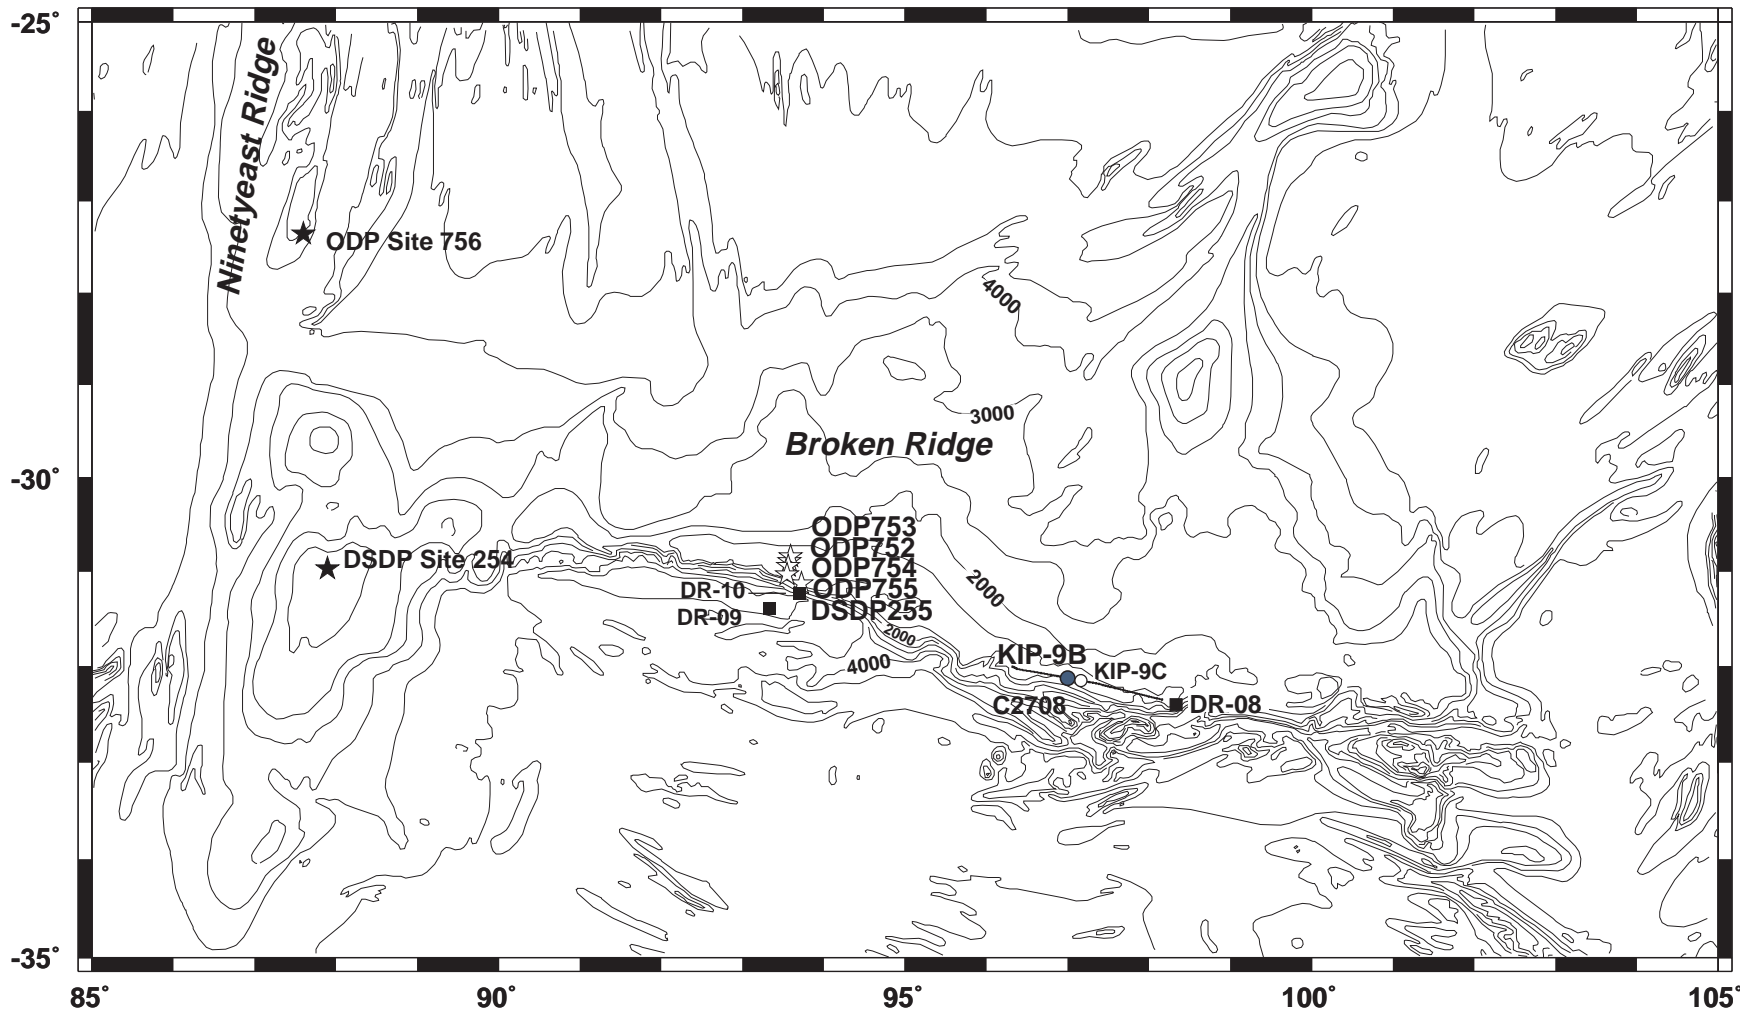 -25°
Ninetyeast Ridge
ODP Site 756
4000
3000
Broken Ridge
-30°
ODP753
ODP752
DSDP Site 254
ODP754
2000
DR-10
ODP755
DR-09
DSDP255
2000
4000
KIP-9B
KIP-9C
C2708
DR-08
-35°
85°
90°
95°
100°
105°